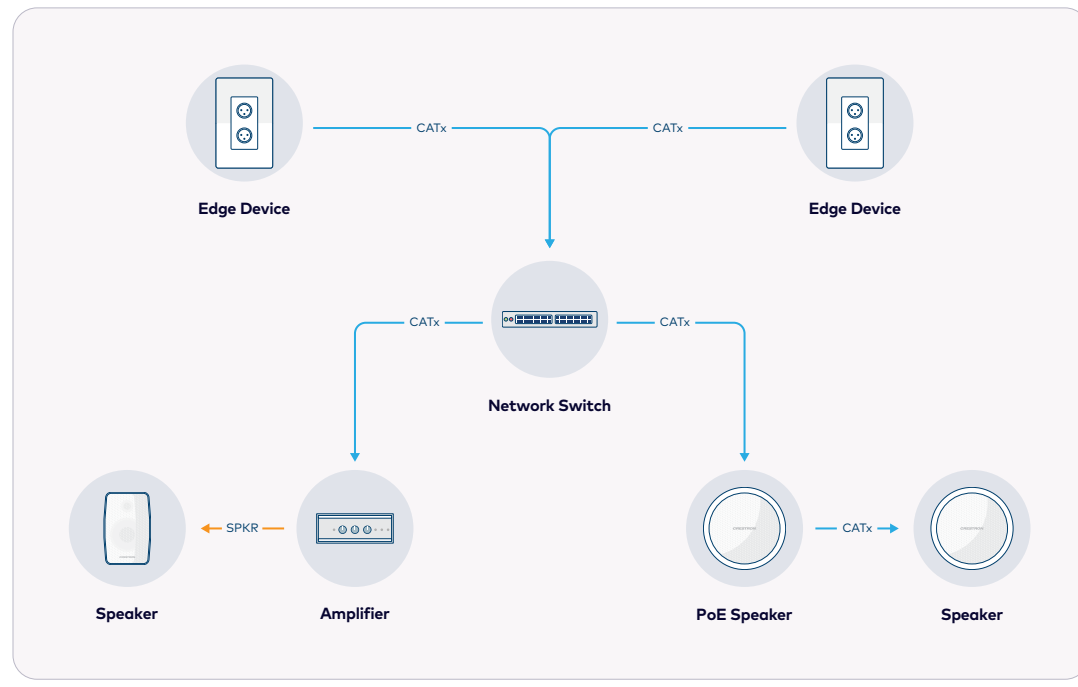 CATx
CATx
Edge Device
Edge Device
CATx
CATx
Network Switch
SPKR
CATx
Speaker
Amplifier
PoE Speaker
Speaker